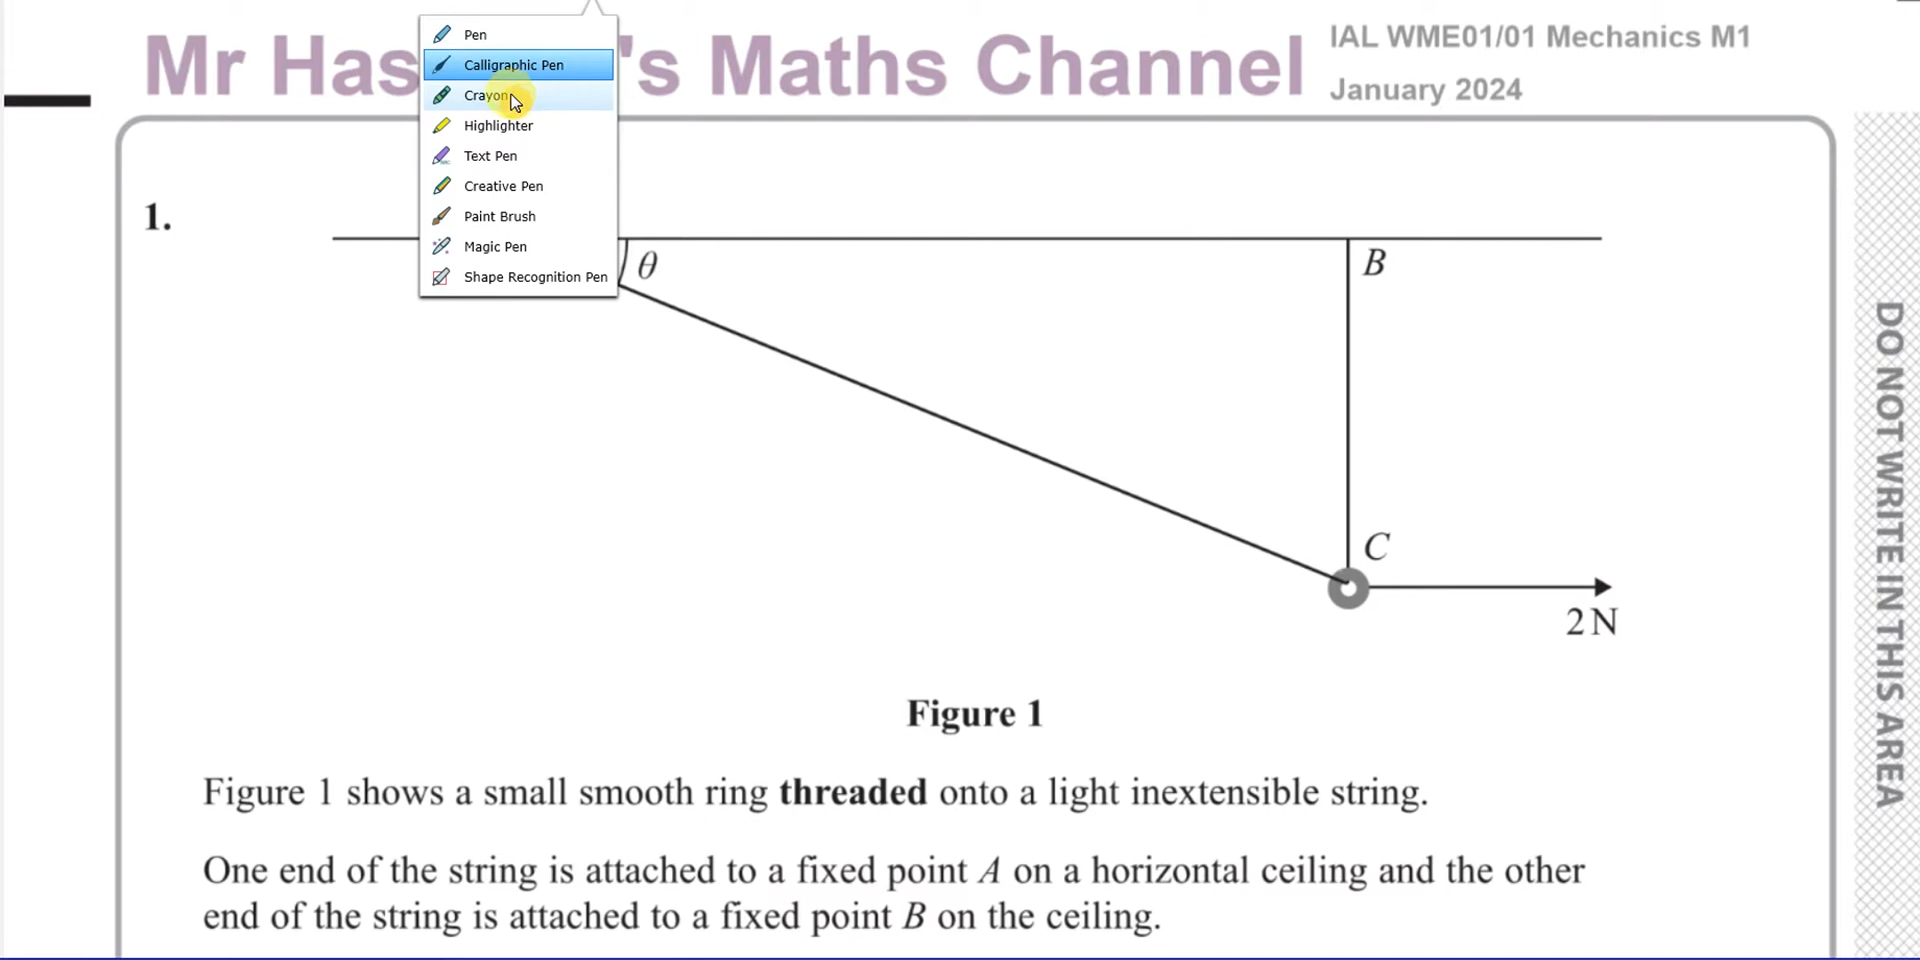 Mr Has 's Maths Channel
IAL WME01/01 Mechanics M1
January 2024
Pen
Calligraphic Pen
Crayon
Highlighter
Text Pen
Creative Pen
Paint Brush
Magic Pen
Shape Recognition Pen
1.
θ
B
C
2 N
Figure 1
Figure 1 shows a small smooth ring threaded onto a light inextensible string.
One end of the string is attached to a fixed point A on a horizontal ceiling and the other
end of the string is attached to a fixed point B on the ceiling.
DO NOT WRITE IN THIS AREA